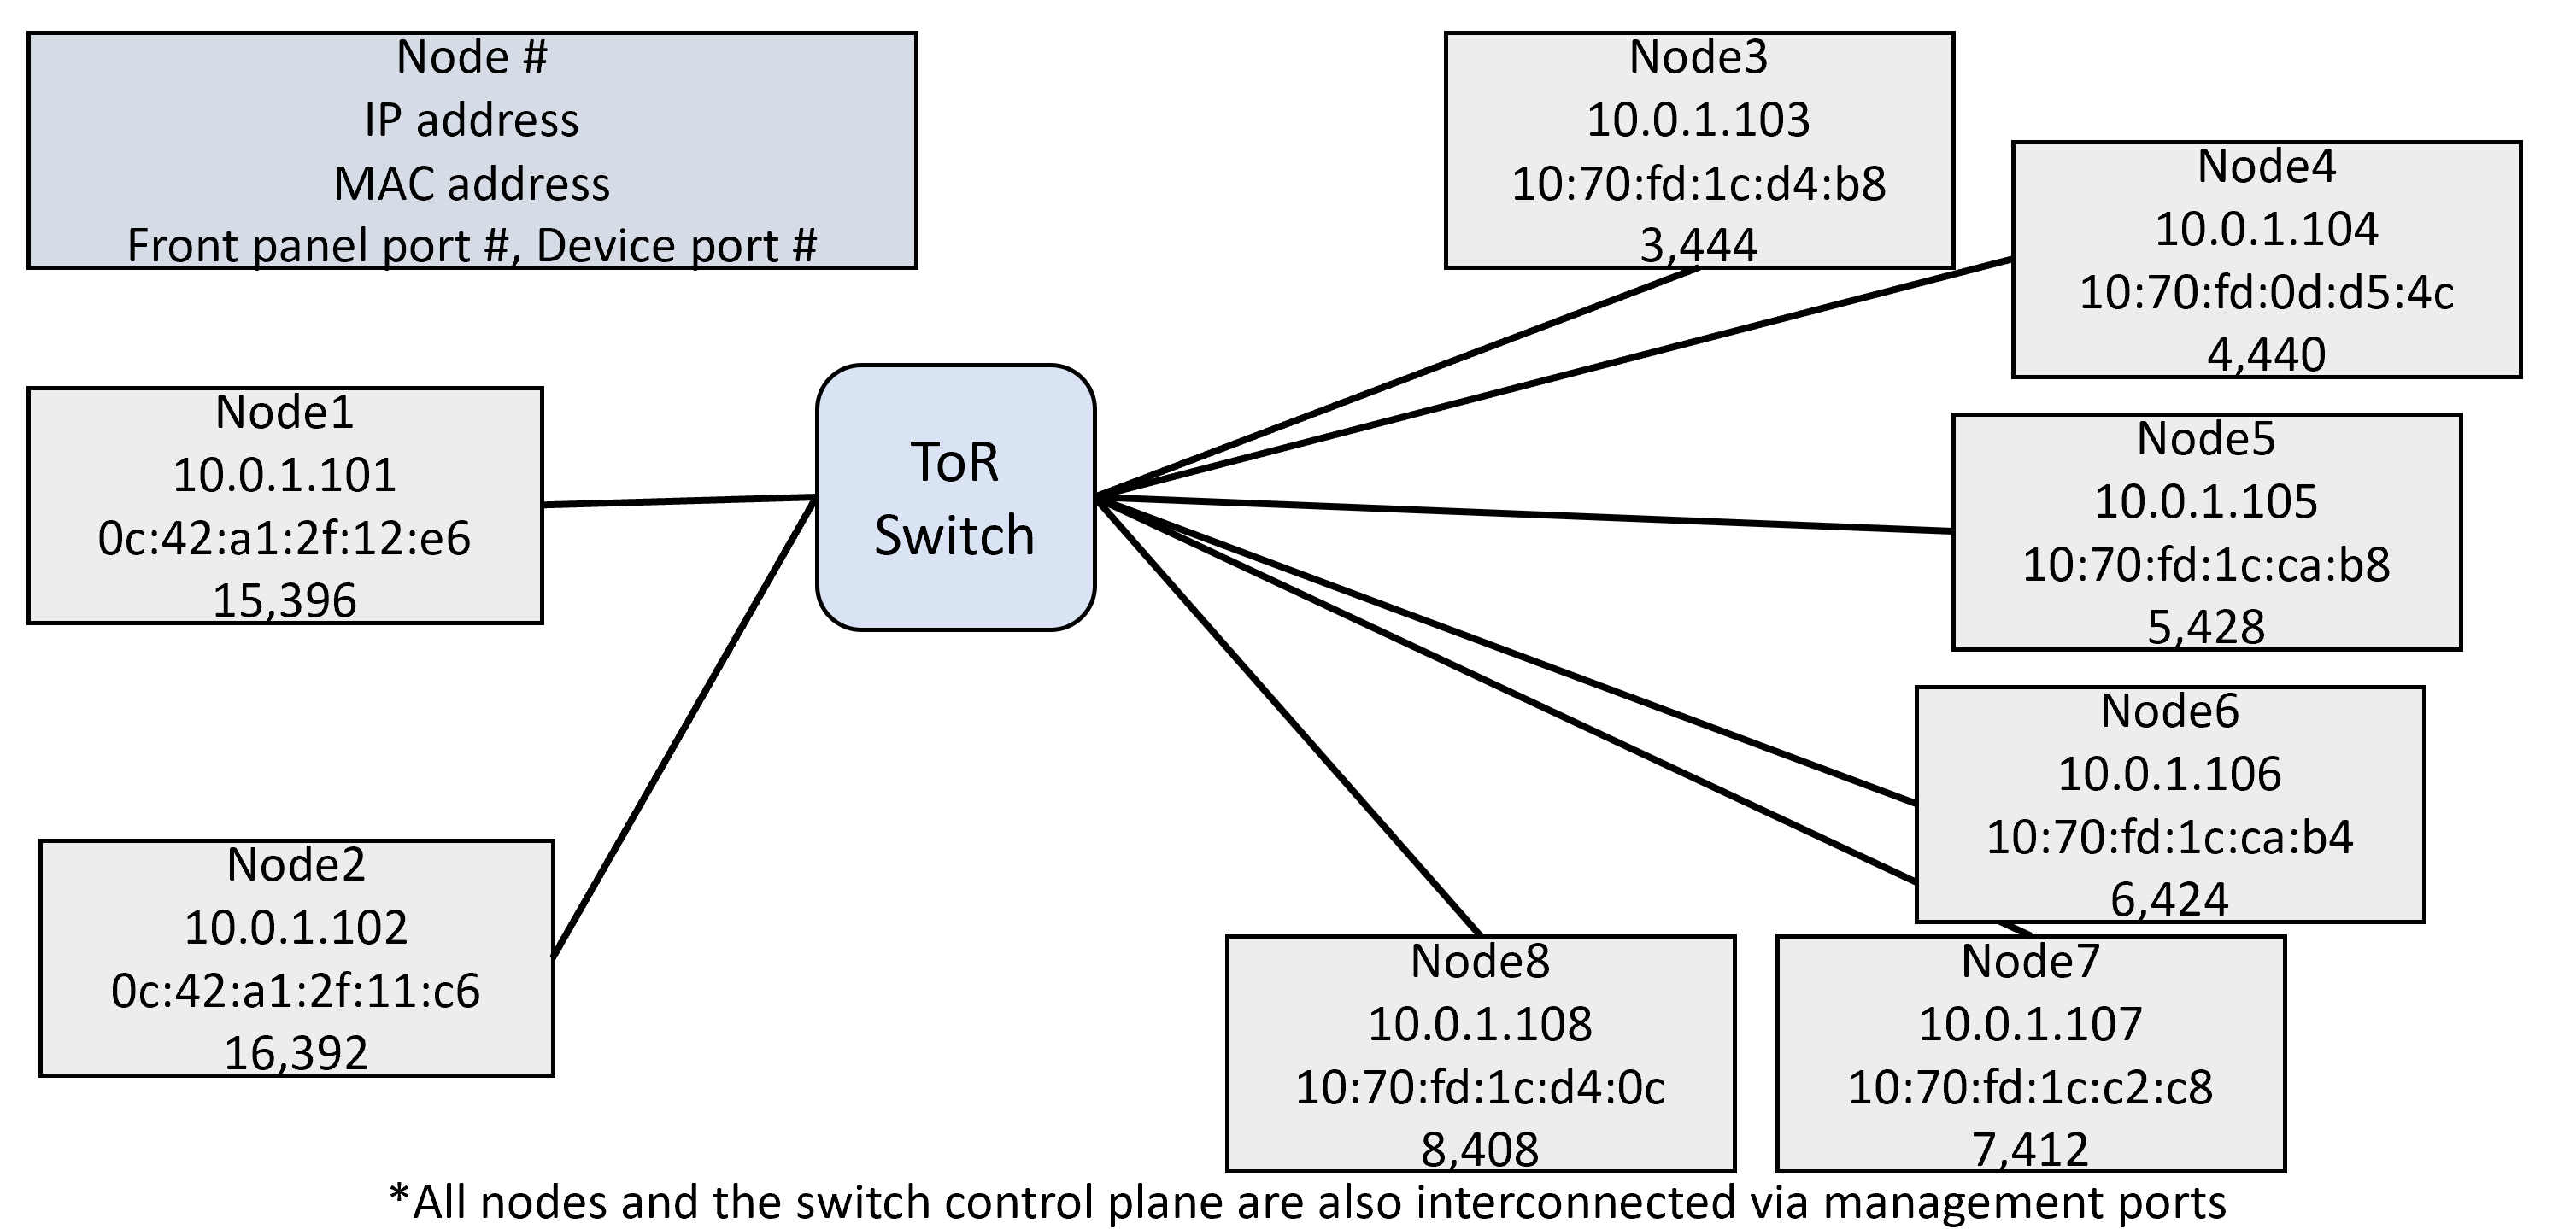 Node #
IP address
MAC address
Front panel port #, Device port #
Node3
10.0.1.103
10:70:fd:1c:d4:b8
3,444
Node4
10.0.1.104
10:70:fd:0d:d5:4c
4,440
Node1
10.0.1.101
0c:42:a1:2f:12:e6
15,396
ToR
Switch
Node5
10.0.1.105
10:70:fd:1c:ca:b8
5,428
Node6
10.0.1.106
10:70:fd:1c:ca:b4
6,424
Node2
10.0.1.102
0c:42:a1:2f:11:c6
16,392
Node8
10.0.1.108
10:70:fd:1c:d4:0c
8,408
Node7
10.0.1.107
10:70:fd:1c:c2:c8
7,412
*All nodes and the switch control plane are also interconnected via management ports